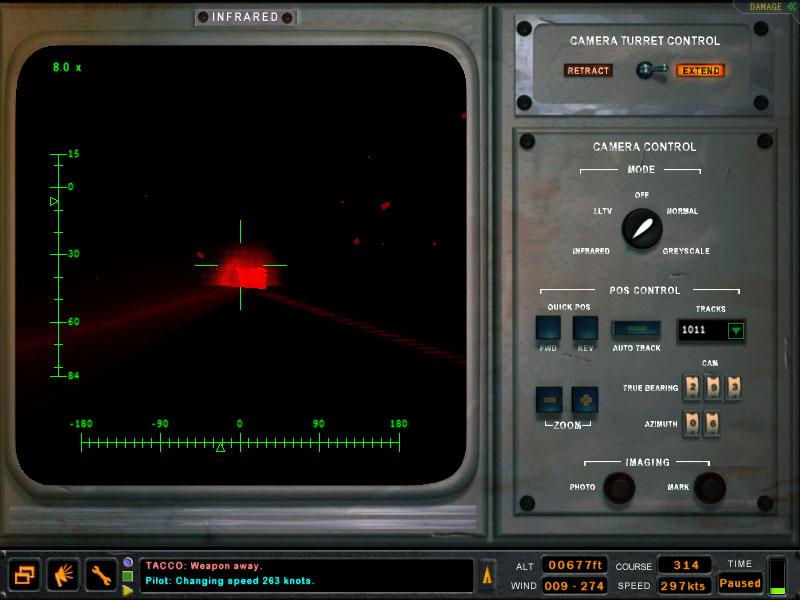 DAMAGE
INFRARED
8.0 x
15
0
-30
-60
-84
-180 -90 0 90 180
CAMERA TURRET CONTROL
RETRACT EXTEND
CAMERA CONTROL
MODE
OFF
LLTV NORMAL
INFRARED GREYSCALE
POS CONTROL
QUICK POS TRACKS
1011
FWD REV AUTO TRACK
CAM
TRUE BEARING 2 9 3
ZOOM AZIMUTH 0 6
IMAGING
PHOTO MARK
TACCO: Weapon away.
Pilot: Changing speed 263 knots.
ALT 00677ft COURSE 314 TIME
WIND 009 - 274 SPEED 297kts Paused